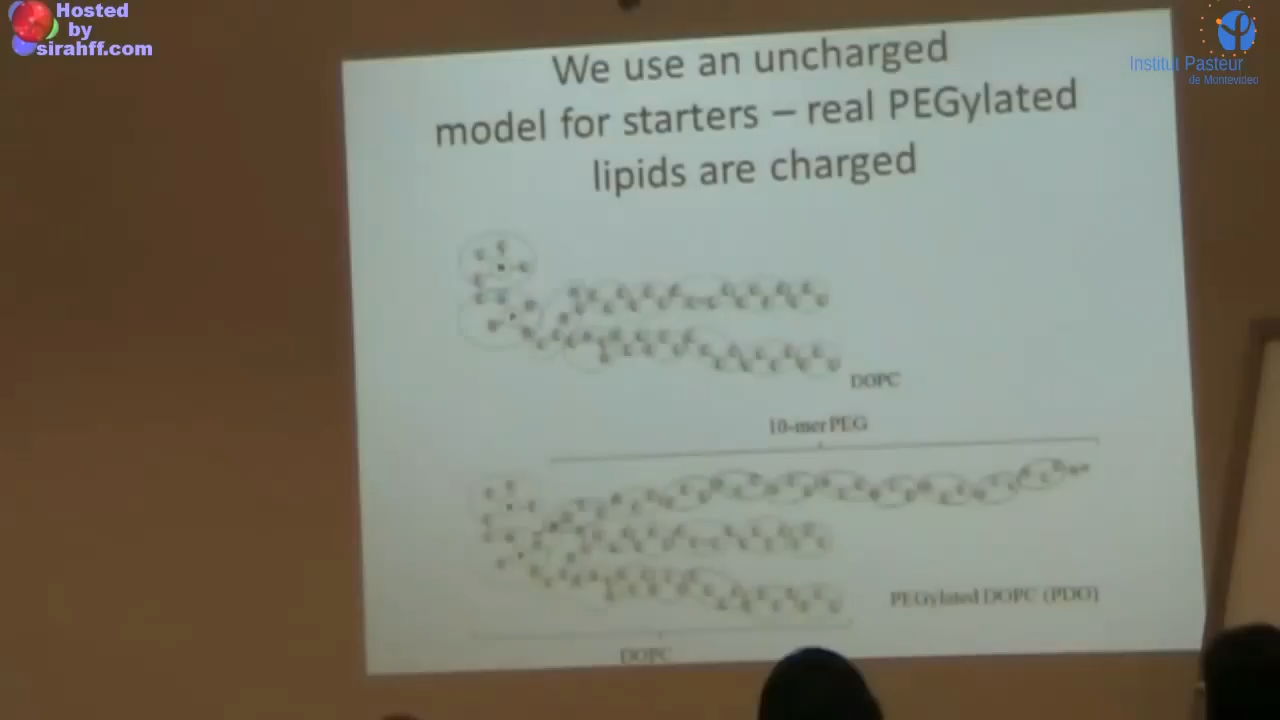 Hosted
by
sirahff.com
Institut Pasteur
de Montevideo
We use an uncharged
model for starters – real PEGylated
lipids are charged
DOPC
10-mer PEG
PEGylated DOPC (PDO)
DOPC